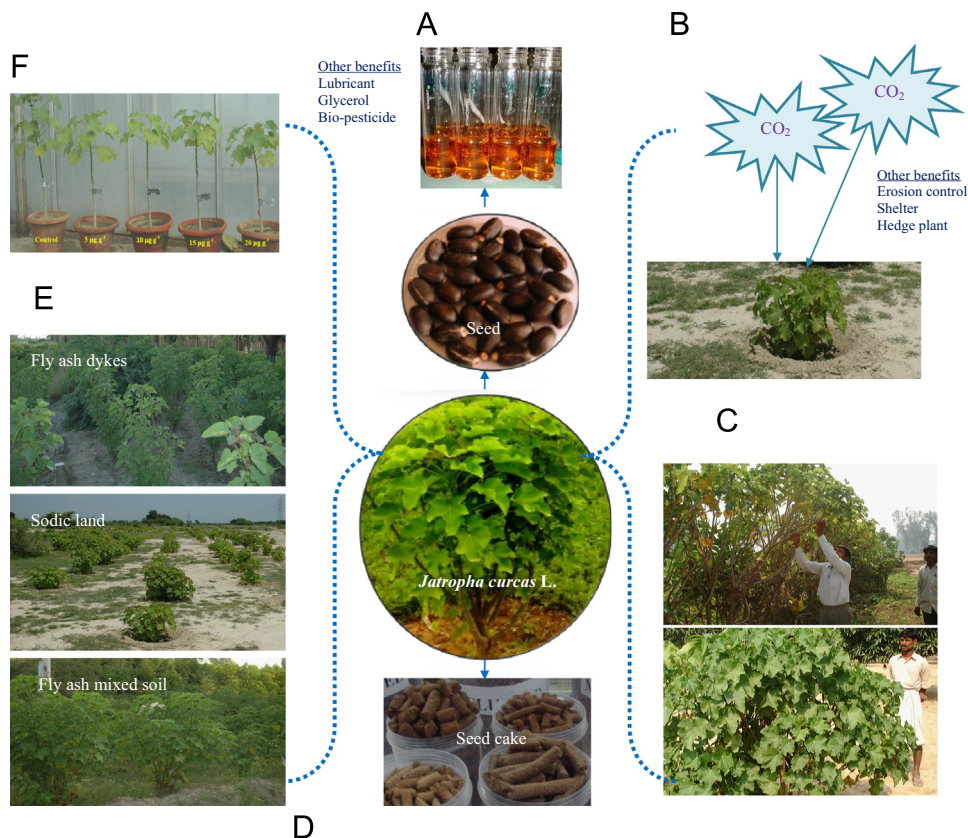 A
B
F
Other benefits
Lubricant
Glycerol
Bio-pesticide
CO₂
CO₂
Other benefits
Erosion control
Shelter
Hedge plant
Control
5 µg g⁻¹
10 µg g⁻¹
15 µg g⁻¹
20 µg g⁻¹
E
Seed
Fly ash dykes
C
Sodic land
Jatropha curcas L.
Fly ash mixed soil
Seed cake
D